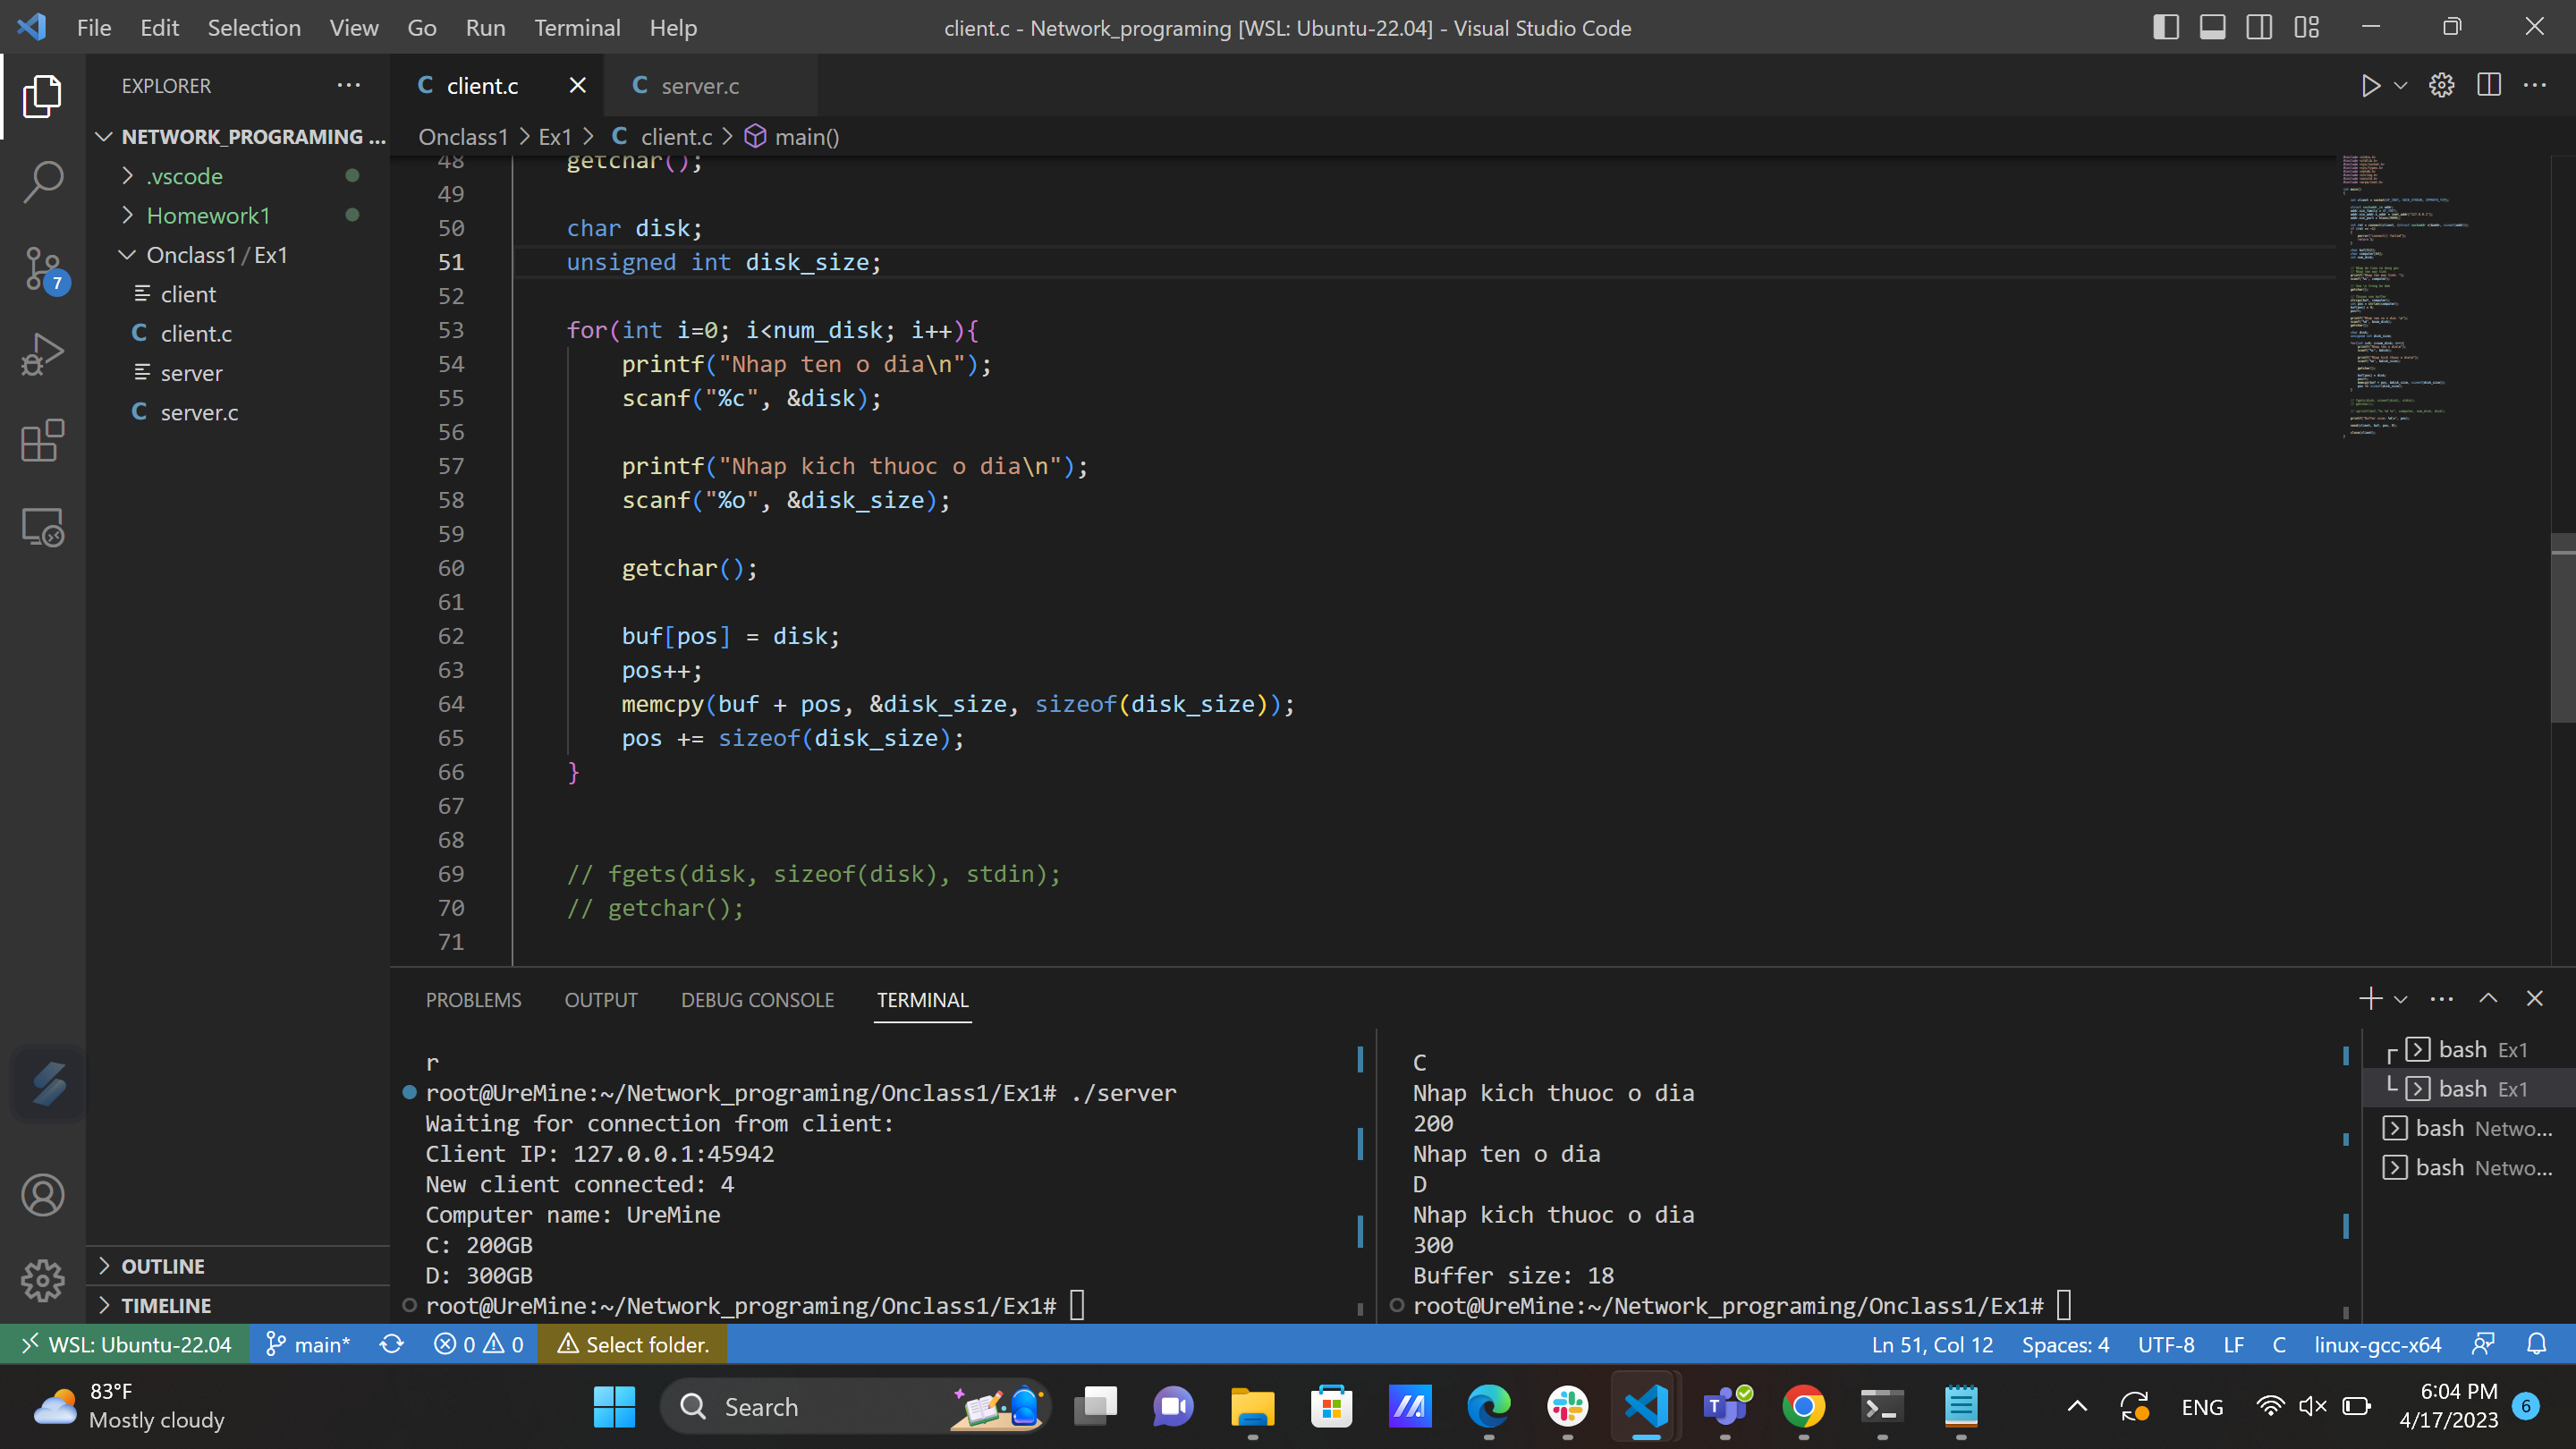 File Edit Selection View Go Run Terminal Help
client.c - Network_programing [WSL: Ubuntu-22.04] - Visual Studio Code
EXPLORER
NETWORK_PROGRAMING ...
.vscode
Homework1
Onclass1 / Ex1
client
C client.c
server
C server.c
7
OUTLINE
TIMELINE
C client.c
C server.c
Onclass1 > Ex1 > C client.c > main()
48 getchar();
49
50 char disk;
51 unsigned int disk_size;
52
53 for(int i=0; i<num_disk; i++){
54 printf("Nhap ten o dia\n");
55 scanf("%c", &disk);
56
57 printf("Nhap kich thuoc o dia\n");
58 scanf("%o", &disk_size);
59
60 getchar();
61
62 buf[pos] = disk;
63 pos++;
64 memcpy(buf + pos, &disk_size, sizeof(disk_size));
65 pos += sizeof(disk_size);
66 }
67
68
69 // fgets(disk, sizeof(disk), stdin);
70 // getchar();
71
PROBLEMS OUTPUT DEBUG CONSOLE TERMINAL
r
root@UreMine:~/Network_programing/Onclass1/Ex1# ./server
Waiting for connection from client:
Client IP: 127.0.0.1:45942
New client connected: 4
Computer name: UreMine
C: 200GB
D: 300GB
root@UreMine:~/Network_programing/Onclass1/Ex1#
C
Nhap kich thuoc o dia
200
Nhap ten o dia
D
Nhap kich thuoc o dia
300
Buffer size: 18
root@UreMine:~/Network_programing/Onclass1/Ex1#
bash Ex1
bash Ex1
bash Netwo...
bash Netwo...
WSL: Ubuntu-22.04 main* 0 0 Select folder.
Ln 51, Col 12 Spaces: 4 UTF-8 LF C linux-gcc-x64
83°F
Mostly cloudy
Search
ENG
6:04 PM
4/17/2023
6